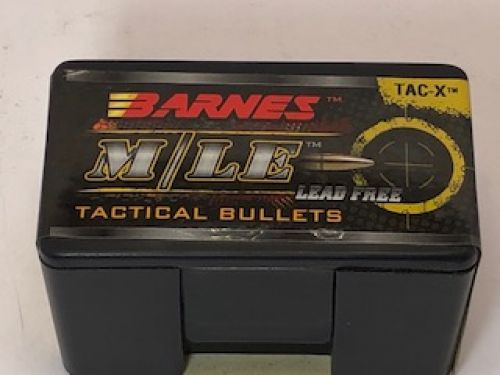 TAC-X™
BARNES™
M/LE™
LEAD FREE
TACTICAL BULLETS